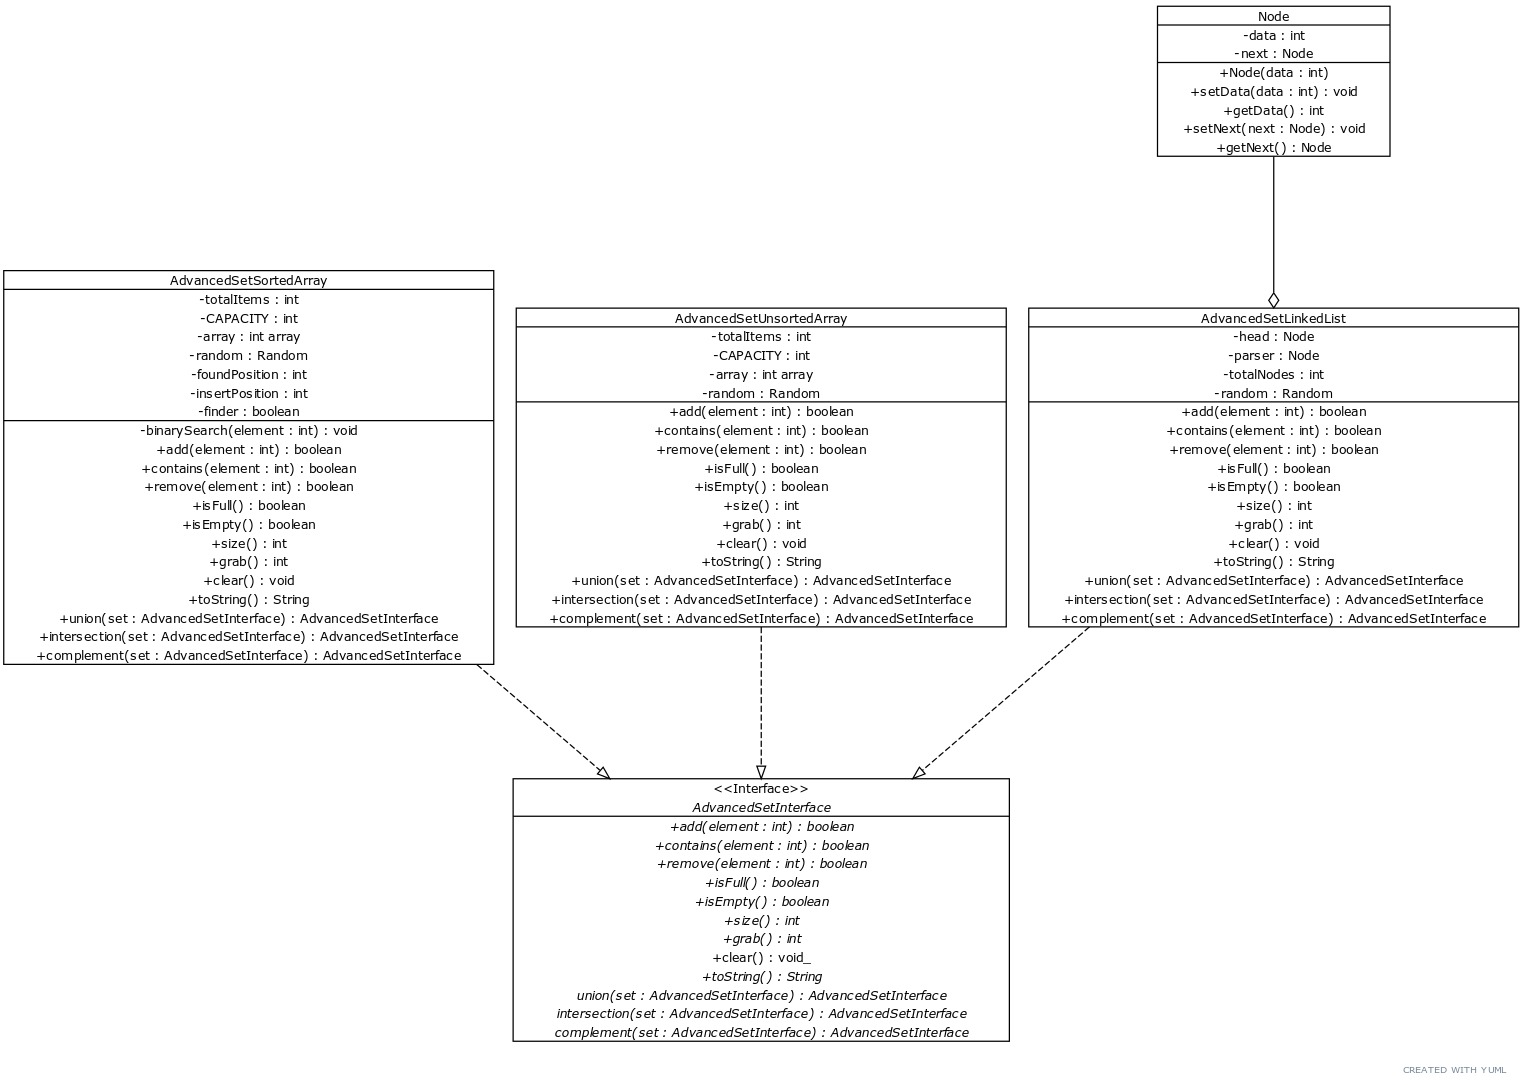 Node
-data : int
-next : Node
+Node(data : int)
+setData(data : int) : void
+getData() : int
+setNext(next : Node) : void
+getNext() : Node
AdvancedSetSortedArray
-totalItems : int
-CAPACITY : int
-array : int array
-random : Random
-foundPosition : int
-insertPosition : int
-finder : boolean
-binarySearch(element : int) : void
+add(element : int) : boolean
+contains(element : int) : boolean
+remove(element : int) : boolean
+isFull() : boolean
+isEmpty() : boolean
+size() : int
+grab() : int
+clear() : void
+toString() : String
+union(set : AdvancedSetInterface) : AdvancedSetInterface
+intersection(set : AdvancedSetInterface) : AdvancedSetInterface
+complement(set : AdvancedSetInterface) : AdvancedSetInterface
AdvancedSetUnsortedArray
-totalItems : int
-CAPACITY : int
-array : int array
-random : Random
+add(element : int) : boolean
+contains(element : int) : boolean
+remove(element : int) : boolean
+isFull() : boolean
+isEmpty() : boolean
+size() : int
+grab() : int
+clear() : void
+toString() : String
+union(set : AdvancedSetInterface) : AdvancedSetInterface
+intersection(set : AdvancedSetInterface) : AdvancedSetInterface
+complement(set : AdvancedSetInterface) : AdvancedSetInterface
AdvancedSetLinkedList
-head : Node
-parser : Node
-totalNodes : int
-random : Random
+add(element : int) : boolean
+contains(element : int) : boolean
+remove(element : int) : boolean
+isFull() : boolean
+isEmpty() : boolean
+size() : int
+grab() : int
+clear() : void
+toString() : String
+union(set : AdvancedSetInterface) : AdvancedSetInterface
+intersection(set : AdvancedSetInterface) : AdvancedSetInterface
+complement(set : AdvancedSetInterface) : AdvancedSetInterface
<<Interface>>
AdvancedSetInterface
+add(element : int) : boolean
+contains(element : int) : boolean
+remove(element : int) : boolean
+isFull() : boolean
+isEmpty() : boolean
+size() : int
+grab() : int
+clear() : void_
+toString() : String
union(set : AdvancedSetInterface) : AdvancedSetInterface
intersection(set : AdvancedSetInterface) : AdvancedSetInterface
complement(set : AdvancedSetInterface) : AdvancedSetInterface
CREATED WITH YUML